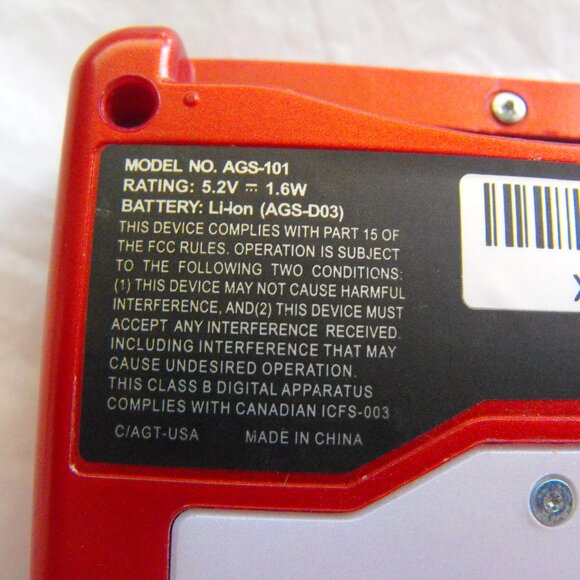 MODEL NO. AGS-101
RATING: 5.2V ⎓ 1.6W
BATTERY: Li-ion (AGS-D03)
THIS DEVICE COMPLIES WITH PART 15 OF
THE FCC RULES. OPERATION IS SUBJECT
TO THE FOLLOWING TWO CONDITIONS:
(1) THIS DEVICE MAY NOT CAUSE HARMFUL
INTERFERENCE, AND(2) THIS DEVICE MUST
ACCEPT ANY INTERFERENCE RECEIVED.
INCLUDING INTERFERENCE THAT MAY
CAUSE UNDESIRED OPERATION.
THIS CLASS B DIGITAL APPARATUS
COMPLIES WITH CANADIAN ICFS-003
C/AGT-USA MADE IN CHINA